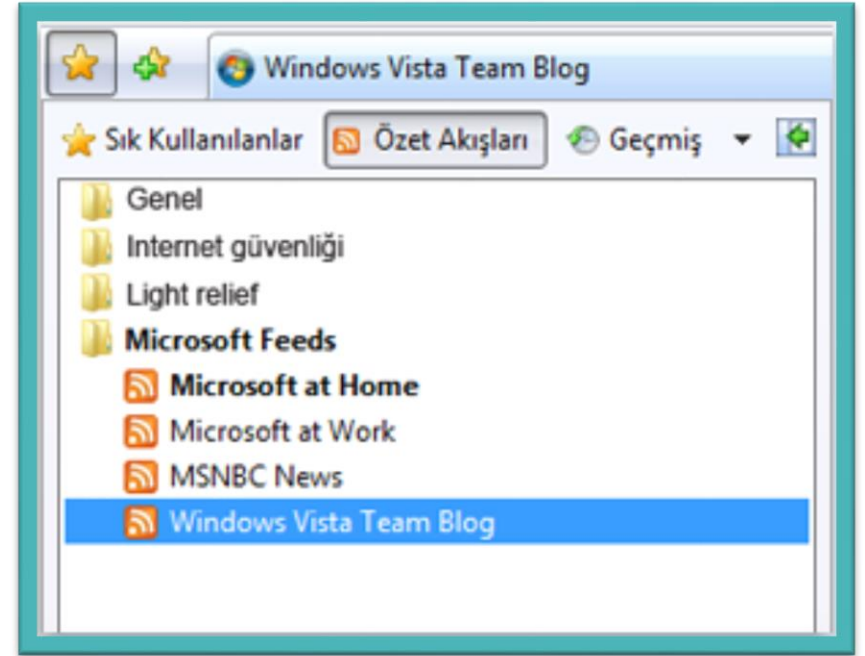 Windows Vista Team Blog
Sık Kullanılanlar Özet Akışları Geçmiş
Genel
Internet güvenliği
Light relief
Microsoft Feeds
Microsoft at Home
Microsoft at Work
MSNBC News
Windows Vista Team Blog